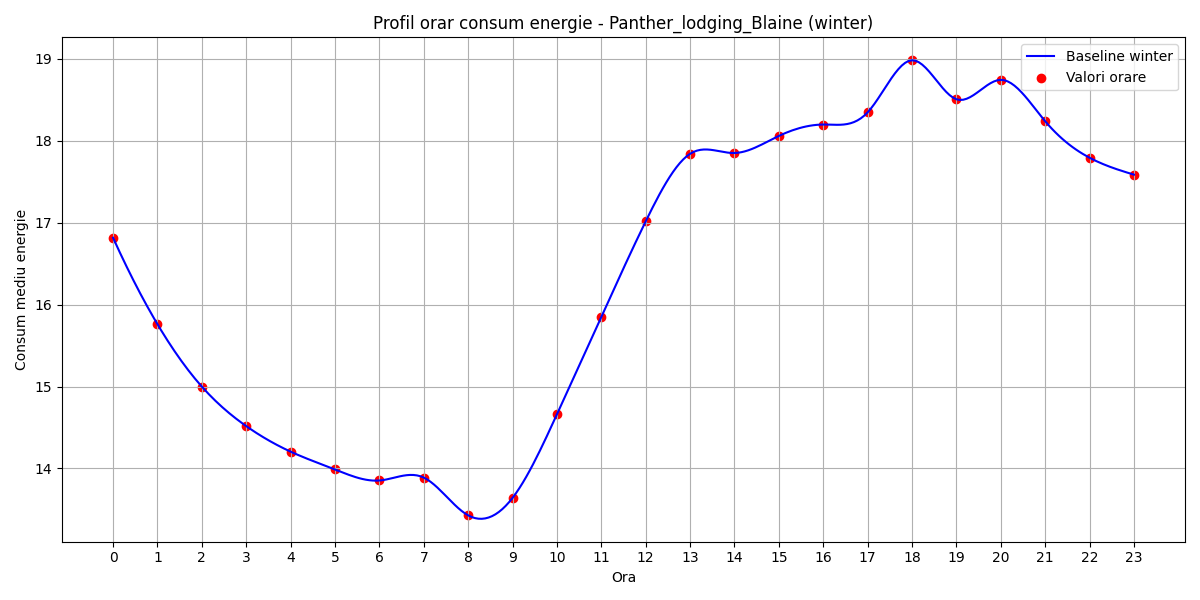 Profil orar consum energie - Panther_lodging_Blaine (winter)
Baseline winter
Valori orare
Consum mediu energie
19
18
17
16
15
14
0 1 2 3 4 5 6 7 8 9 10 11 12 13 14 15 16 17 18 19 20 21 22 23
Ora